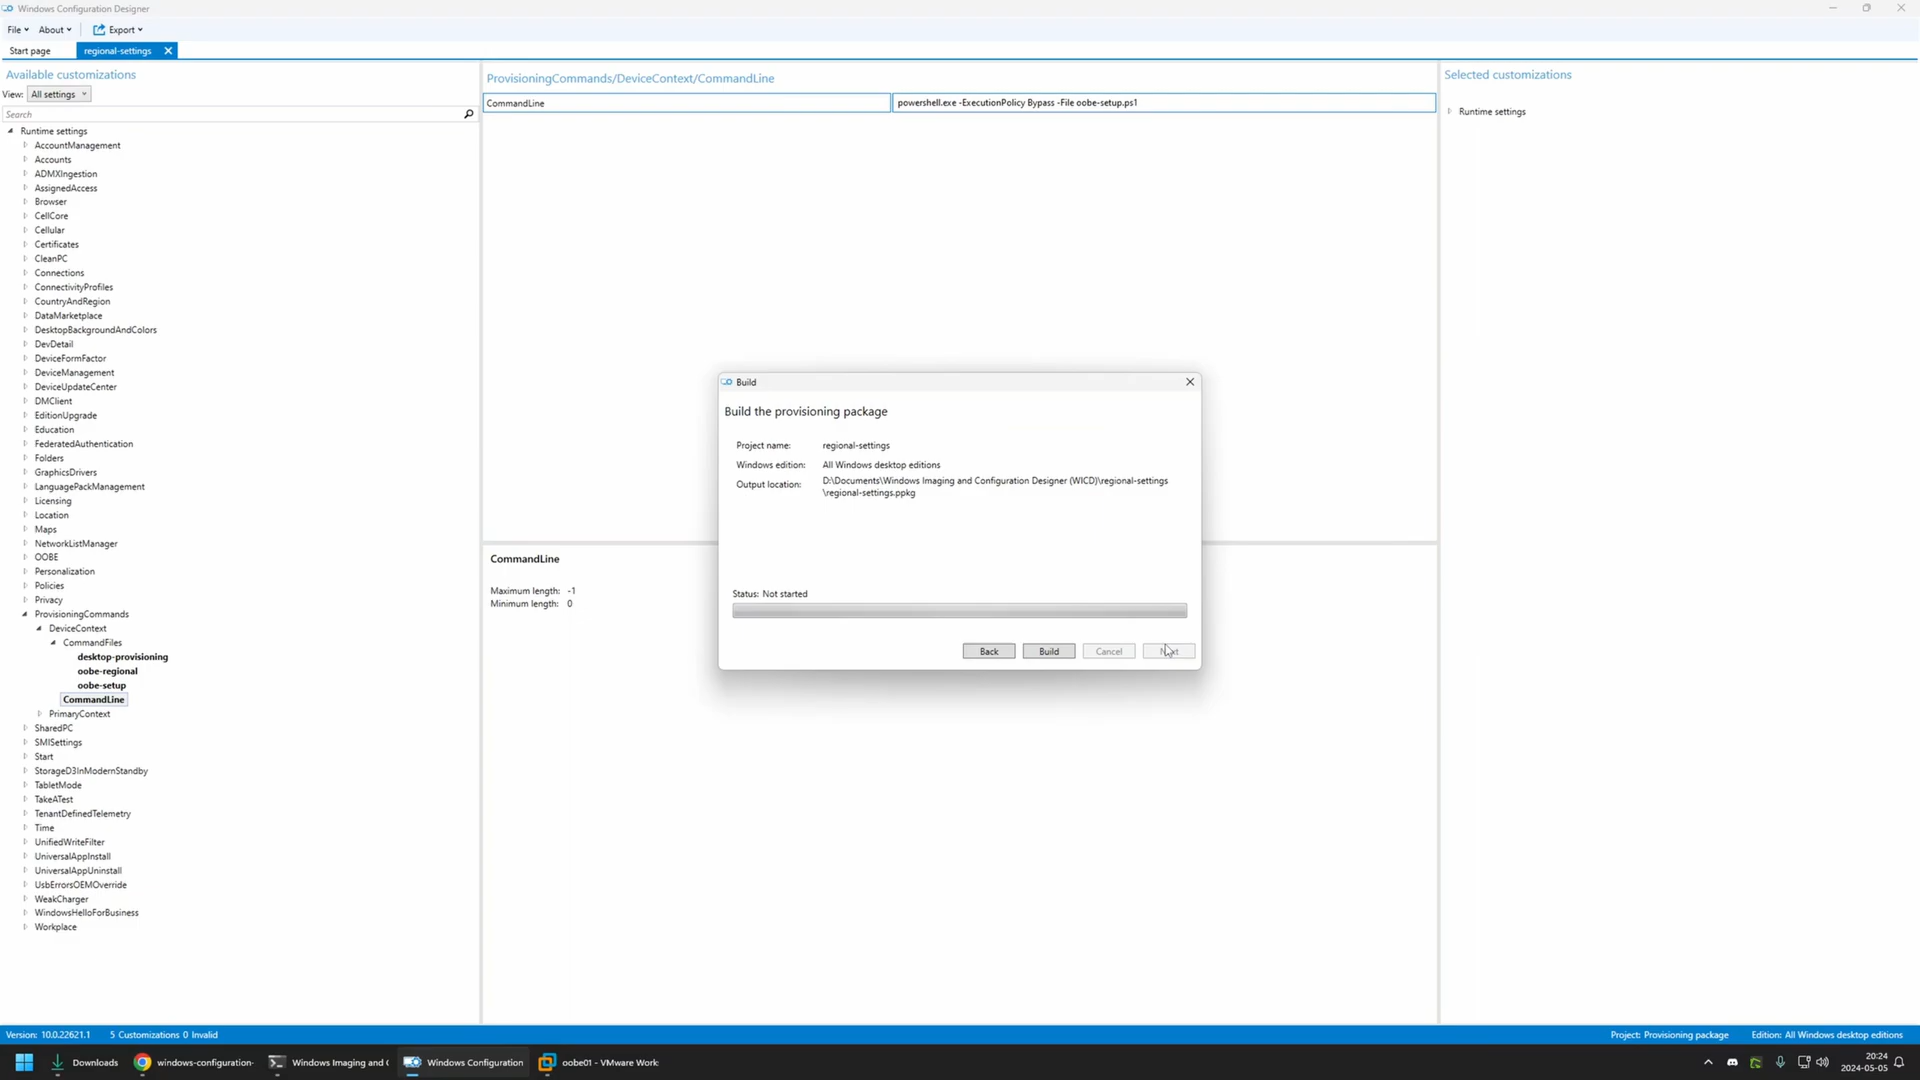 Windows Configuration Designer
File About Export
Start page regional-settings
Available customizations
View: All settings
Search
Runtime settings
AccountManagement
Accounts
ADMXIngestion
AssignedAccess
Browser
CellCore
Cellular
Certificates
CleanPC
Connections
ConnectivityProfiles
CountryAndRegion
DataMarketplace
DesktopBackgroundAndColors
DevDetail
DeviceFormFactor
DeviceManagement
DeviceUpdateCenter
DMClient
EditionUpgrade
Education
FederatedAuthentication
Folders
GraphicsDrivers
LanguagePackManagement
Licensing
Location
Maps
NetworkListManager
OOBE
Personalization
Policies
Privacy
ProvisioningCommands
DeviceContext
CommandFiles
desktop-provisioning
oobe-regional
oobe-setup
CommandLine
PrimaryContext
SharedPC
SMISettings
Start
StorageD3InModernStandby
TabletMode
TakeATest
TenantDefinedTelemetry
Time
UnifiedWriteFilter
UniversalAppInstall
UniversalAppUninstall
UsbErrorsOEMOverride
WeakCharger
WindowsHelloForBusiness
Workplace
ProvisioningCommands/DeviceContext/CommandLine
CommandLine powershell.exe -ExecutionPolicy Bypass -File oobe-setup.ps1
CommandLine
Maximum length: -1
Minimum length: 0
Build
Build the provisioning package
Project name: regional-settings
Windows edition: All Windows desktop editions
Output location: D:\Documents\Windows Imaging and Configuration Designer (WICD)\regional-settings
\regional-settings.ppkg
Status: Not started
Back Build Cancel
Selected customizations
Runtime settings
Version: 10.0.22621.1 5 Customizations 0 Invalid
Project: Provisioning package Edition: All Windows desktop editions
Downloads windows-configuration- Windows Imaging and Windows Configuration oobe01 - VMware Work
20:24
2024-05-05